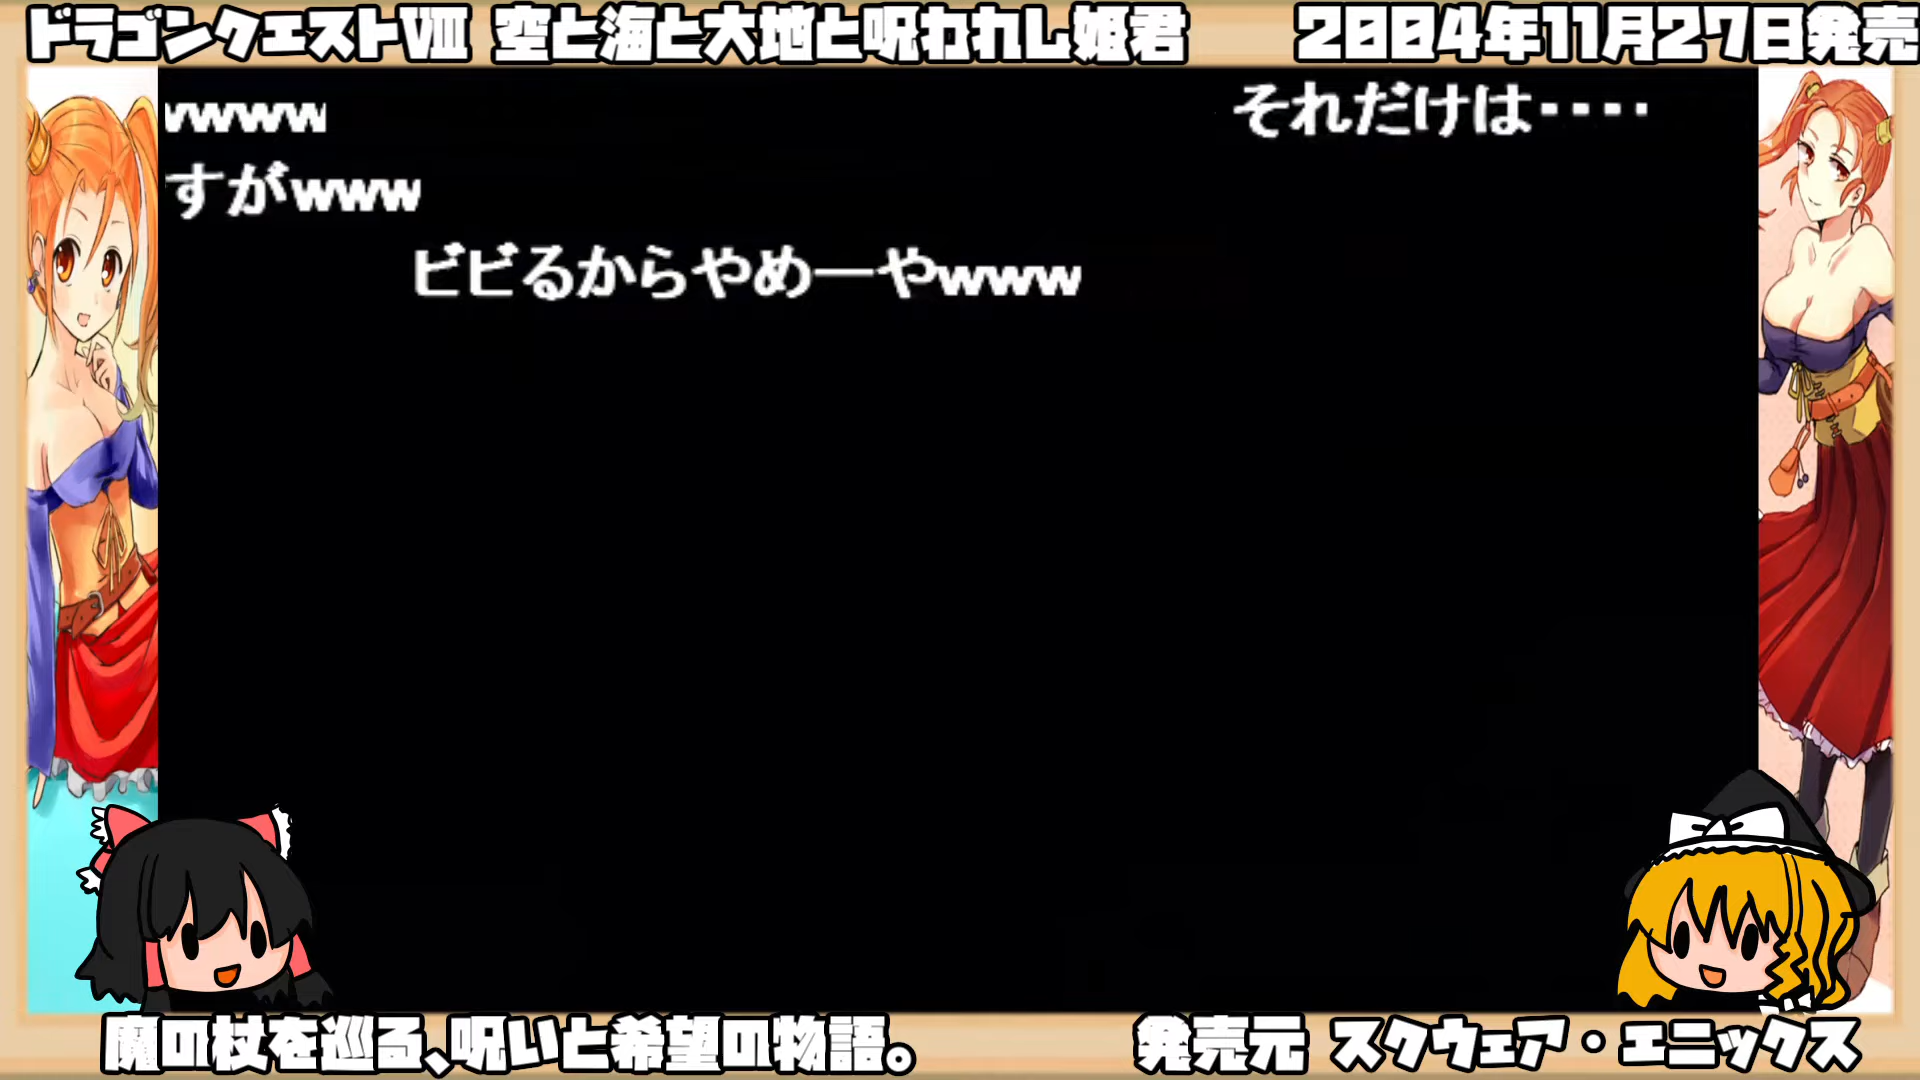 ドラゴンクエストⅧ 空と海と大地と呪われし姫君 2004年11月27日発売
wwww それだけは････
すがwww
ビビるからやめーやwww
魔の杖を巡る、呪いと希望の物語。 発売元 スクウェア・エニックス